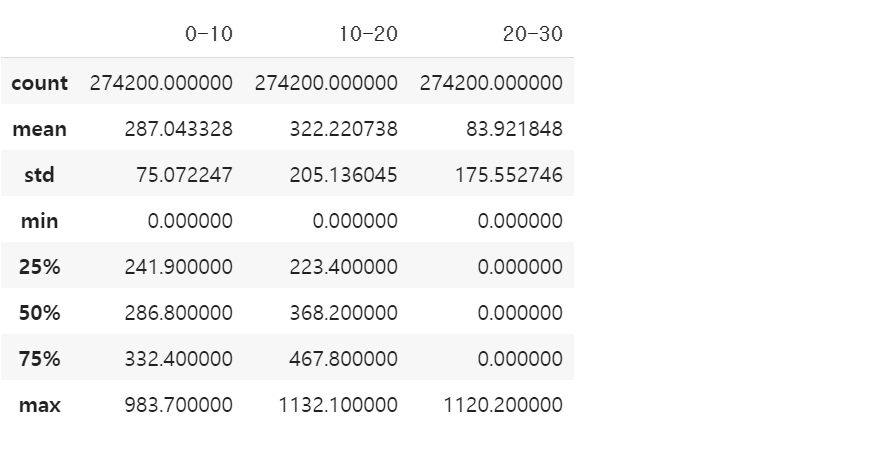 0-10 10-20 20-30
count 274200.000000 274200.000000 274200.000000
mean 287.043328 322.220738 83.921848
std 75.072247 205.136045 175.552746
min 0.000000 0.000000 0.000000
25% 241.900000 223.400000 0.000000
50% 286.800000 368.200000 0.000000
75% 332.400000 467.800000 0.000000
max 983.700000 1132.100000 1120.200000